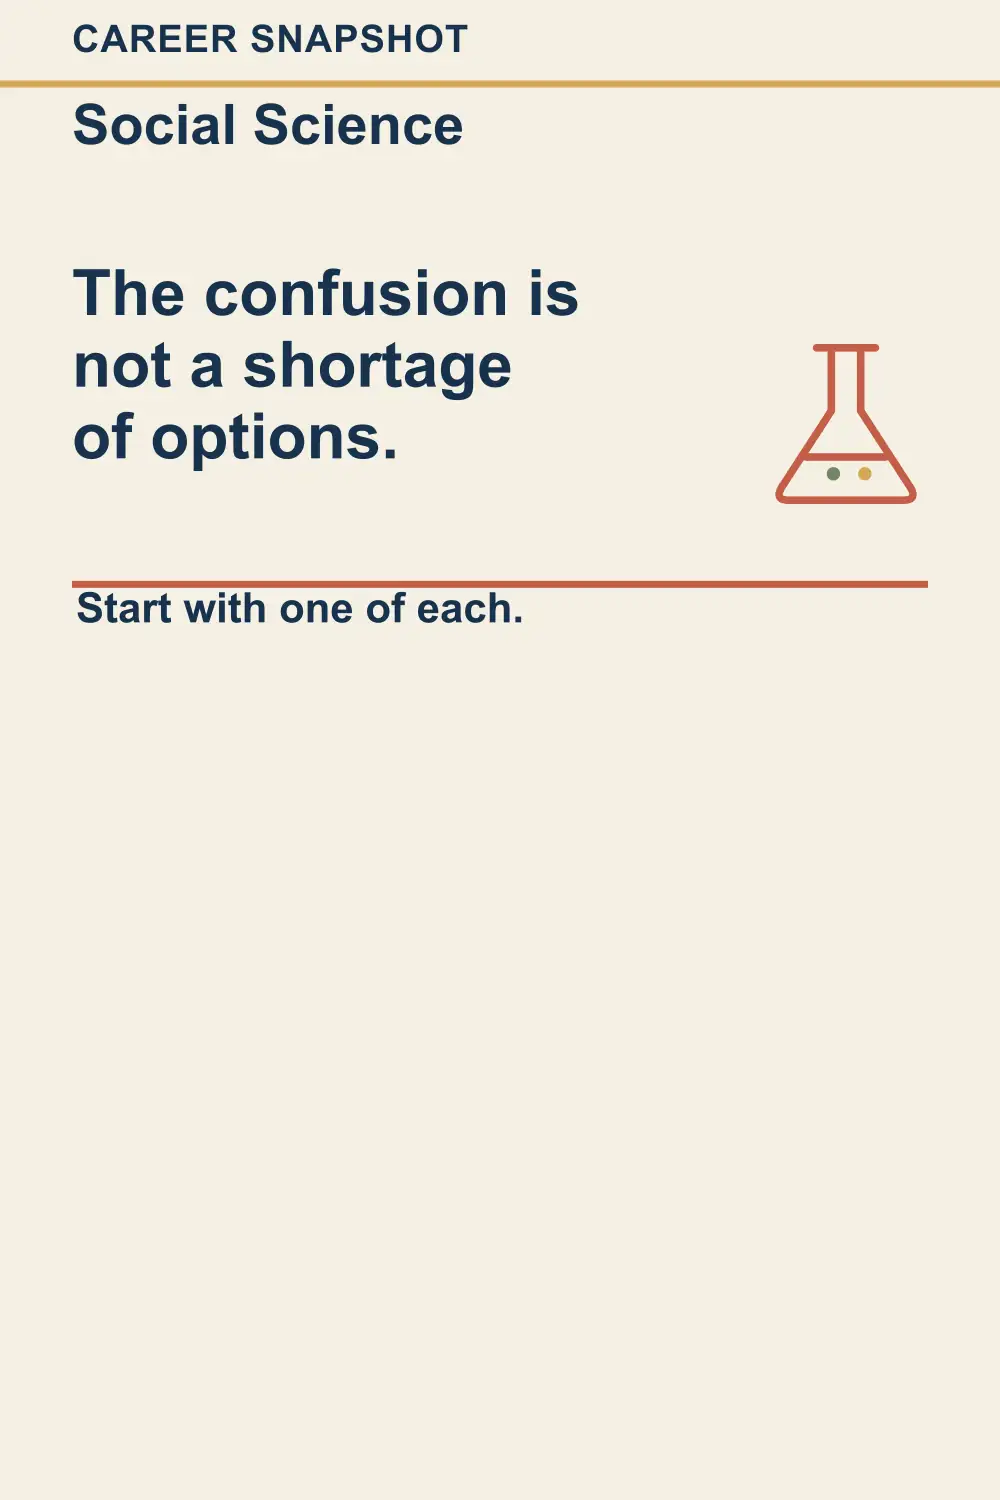 CAREER SNAPSHOT
Social Science
The confusion is
not a shortage
of options.
Start with one of each.